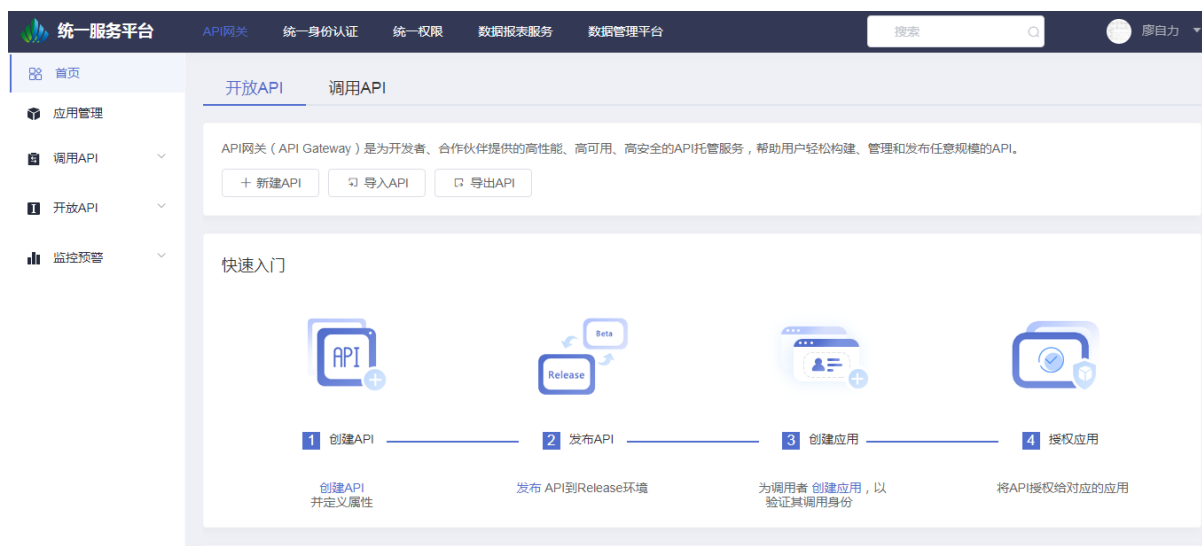 统一服务平台 API网关 统一身份认证 统一权限 数据报表服务 数据管理平台 搜索 廖自力
首页
应用管理
调用API
开放API
监控预警
开放API 调用API
API网关（API Gateway）是为开发者、合作伙伴提供的高性能、高可用、高安全的API托管服务，帮助用户轻松构建、管理和发布任意规模的API。
新建API 导入API 导出API
快速入门
API
Beta
Release
1 创建API 2 发布API 3 创建应用 4 授权应用
创建API
并定义属性
发布 API到Release环境
为调用者 创建应用，以
验证其调用身份
将API授权给对应的应用